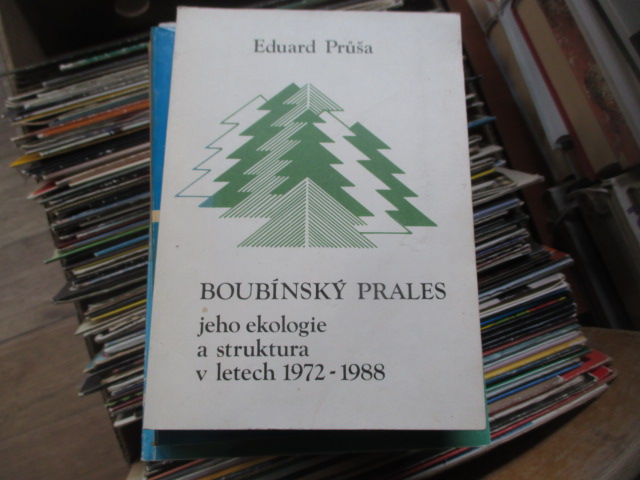 Eduard Průša
BOUBÍNSKÝ PRALES
jeho ekologie
a struktura
v letech 1972-1988